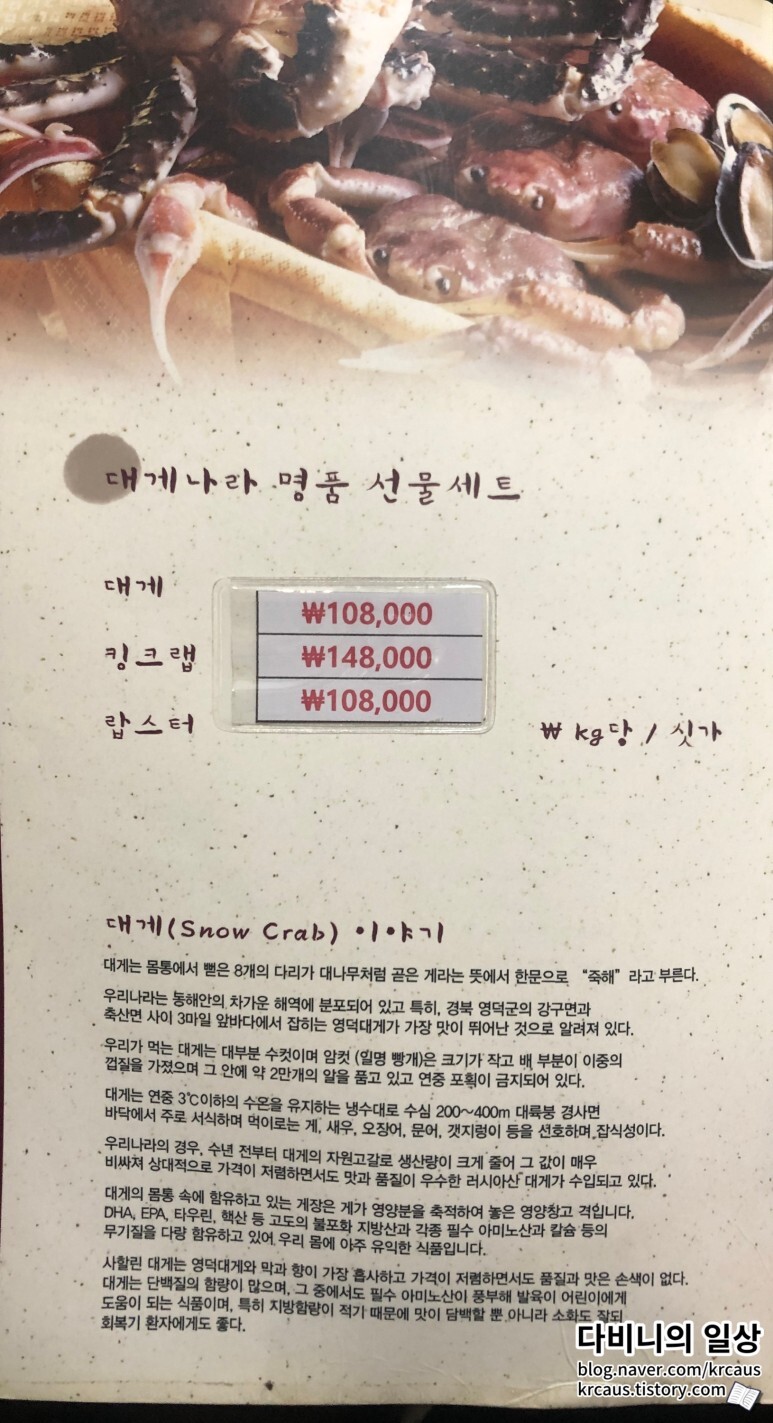 대게나라 명품 선물세트
대게 ₩108,000
킹크랩 ₩148,000
랍스터 ₩108,000
₩ kg당 / 싯가
대게(Snow Crab) 이야기
대게는 몸통에서 뻗은 8개의 다리가 대나무처럼 곧은 게라는 뜻에서 한문으로 “죽해” 라고 부른다.
우리나라는 동해안의 차가운 해역에 분포되어 있고 특히, 경북 영덕군의 강구면과
축산면 사이 3마일 앞바다에서 잡히는 영덕대게가 가장 맛이 뛰어난 것으로 알려져 있다.
우리가 먹는 대게는 대부분 수컷이며 암컷 (일명 빵개)은 크기가 작고 배 부분이 이중의
껍질을 가졌으며 그 안에 약 2만개의 알을 품고 있고 연중 포획이 금지되어 있다.
대게는 연중 3℃이하의 수온을 유지하는 냉수대로 수심 200~400m 대륙붕 경사면
바닥에서 주로 서식하며 먹이로는 게, 새우, 오징어, 문어, 갯지렁이 등을 선호하며 잡식성이다.
우리나라의 경우, 수년 전부터 대게의 자원고갈로 생산량이 크게 줄어 그 값이 매우
비싸져 상대적으로 가격이 저렴하면서도 맛과 품질이 우수한 러시아산 대게가 수입되고 있다.
대게의 몸통 속에 함유하고 있는 게장은 게가 영양분을 축적하여 놓은 영양창고 격입니다.
DHA, EPA, 타우린, 핵산 등 고도의 불포화 지방산과 각종 필수 아미노산과 칼슘 등의
무기질을 다량 함유하고 있어 우리 몸에 아주 유익한 식품입니다.
사할린 대게는 영덕대게와 막과 향이 가장 흡사하고 가격이 저렴하면서도 품질과 맛은 손색이 없다.
대게는 단백질의 함량이 많으며, 그 중에서도 필수 아미노산이 풍부해 발육이 어린이에게
도움이 되는 식품이며, 특히 지방함량이 적기 때문에 맛이 담백할 뿐 아니라 소화도 잘되
회복기 환자에게도 좋다.
다비니의 일상
blog.naver.com/krcaus
krcaus.tistory.com